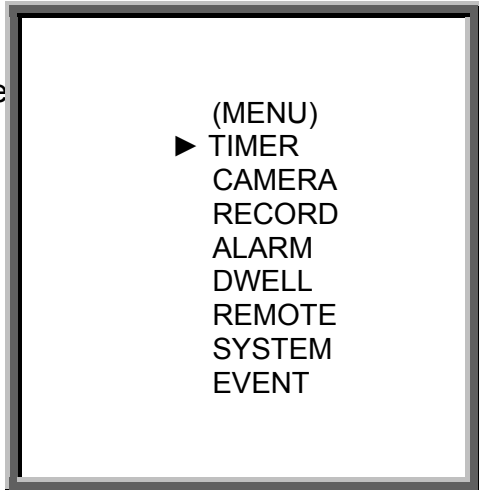 (MENU)
► TIMER
CAMERA
RECORD
ALARM
DWELL
REMOTE
SYSTEM
EVENT